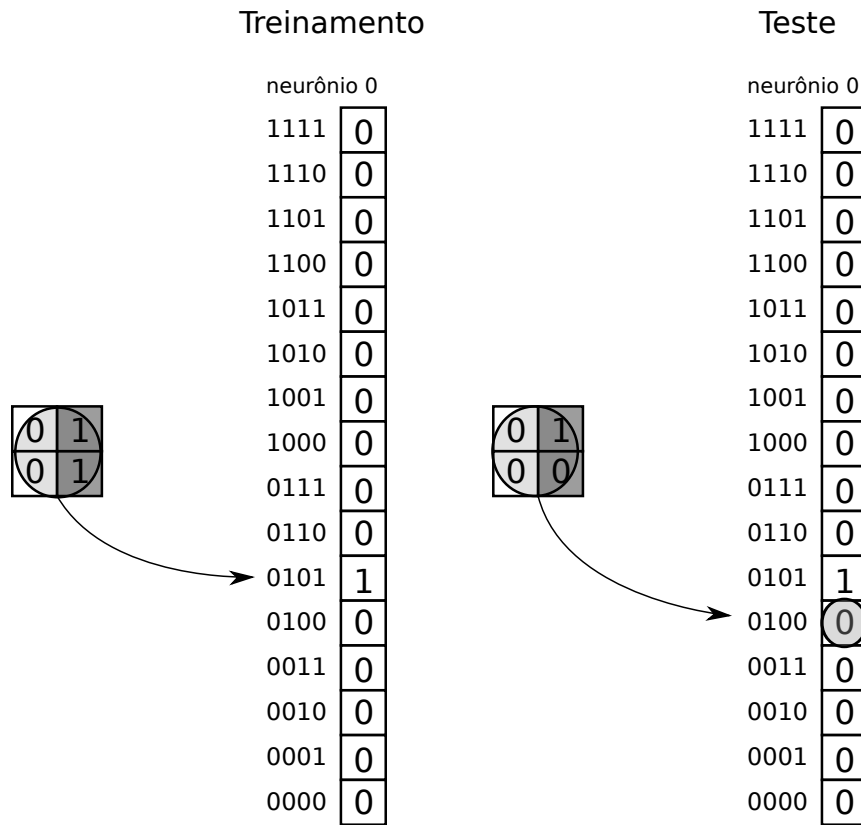 Treinamento Teste
neurônio 0 neurônio 0
1111 0 1111 0
1110 0 1110 0
1101 0 1101 0
1100 0 1100 0
1011 0 1011 0
1010 0 1010 0
1001 0 1001 0
0 1 1000 0 0 1 1000 0
0 1 0111 0 0 0 0111 0
0110 0 0110 0
0101 1 0101 1
0100 0 0100 0
0011 0 0011 0
0010 0 0010 0
0001 0 0001 0
0000 0 0000 0